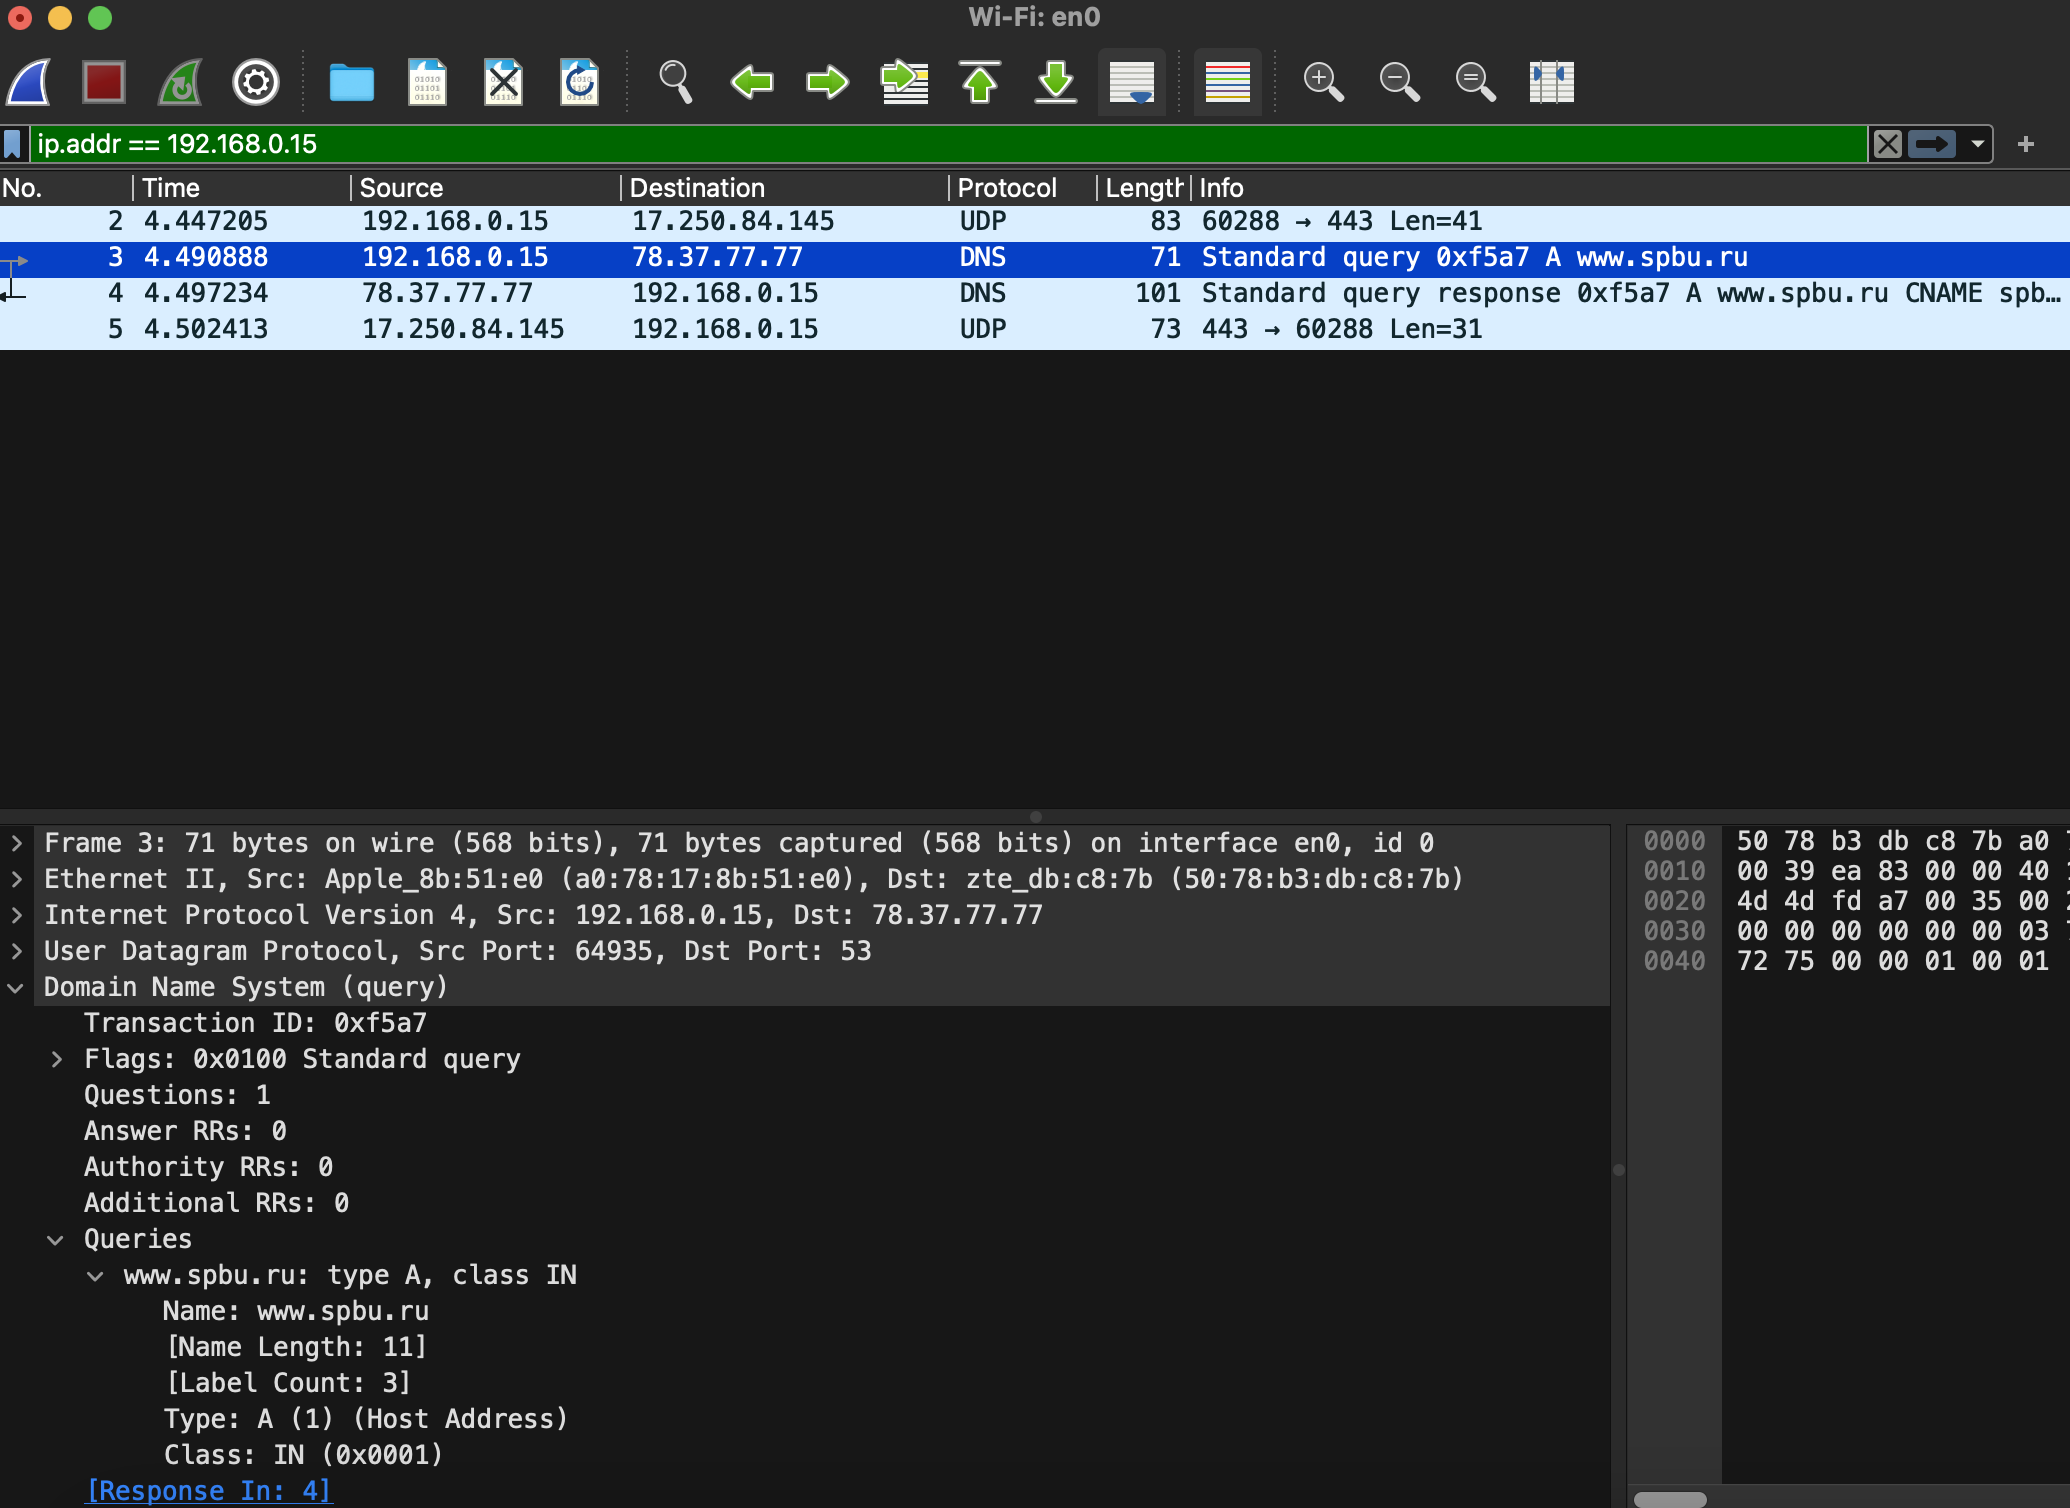 Wi-Fi: en0
ip.addr == 192.168.0.15
No. Time Source Destination Protocol Length Info
2 4.447205 192.168.0.15 17.250.84.145 UDP 83 60288 → 443 Len=41
3 4.490888 192.168.0.15 78.37.77.77 DNS 71 Standard query 0xf5a7 A www.spbu.ru
4 4.497234 78.37.77.77 192.168.0.15 DNS 101 Standard query response 0xf5a7 A www.spbu.ru CNAME spb…
5 4.502413 17.250.84.145 192.168.0.15 UDP 73 443 → 60288 Len=31
Frame 3: 71 bytes on wire (568 bits), 71 bytes captured (568 bits) on interface en0, id 0
Ethernet II, Src: Apple_8b:51:e0 (a0:78:17:8b:51:e0), Dst: zte_db:c8:7b (50:78:b3:db:c8:7b)
Internet Protocol Version 4, Src: 192.168.0.15, Dst: 78.37.77.77
User Datagram Protocol, Src Port: 64935, Dst Port: 53
Domain Name System (query)
Transaction ID: 0xf5a7
Flags: 0x0100 Standard query
Questions: 1
Answer RRs: 0
Authority RRs: 0
Additional RRs: 0
Queries
www.spbu.ru: type A, class IN
Name: www.spbu.ru
[Name Length: 11]
[Label Count: 3]
Type: A (1) (Host Address)
Class: IN (0x0001)
[Response In: 4]
0000 50 78 b3 db c8 7b a0
0010 00 39 ea 83 00 00 40
0020 4d 4d fd a7 00 35 00
0030 00 00 00 00 00 00 03
0040 72 75 00 00 01 00 01